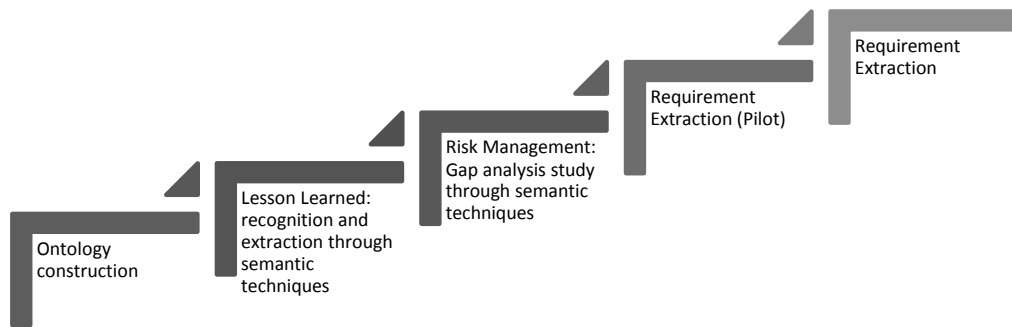 Ontology
construction
Lesson Learned:
recognition and
extraction through
semantic
techniques
Risk Management:
Gap analysis study
through semantic
techniques
Requirement
Extraction (Pilot)
Requirement
Extraction